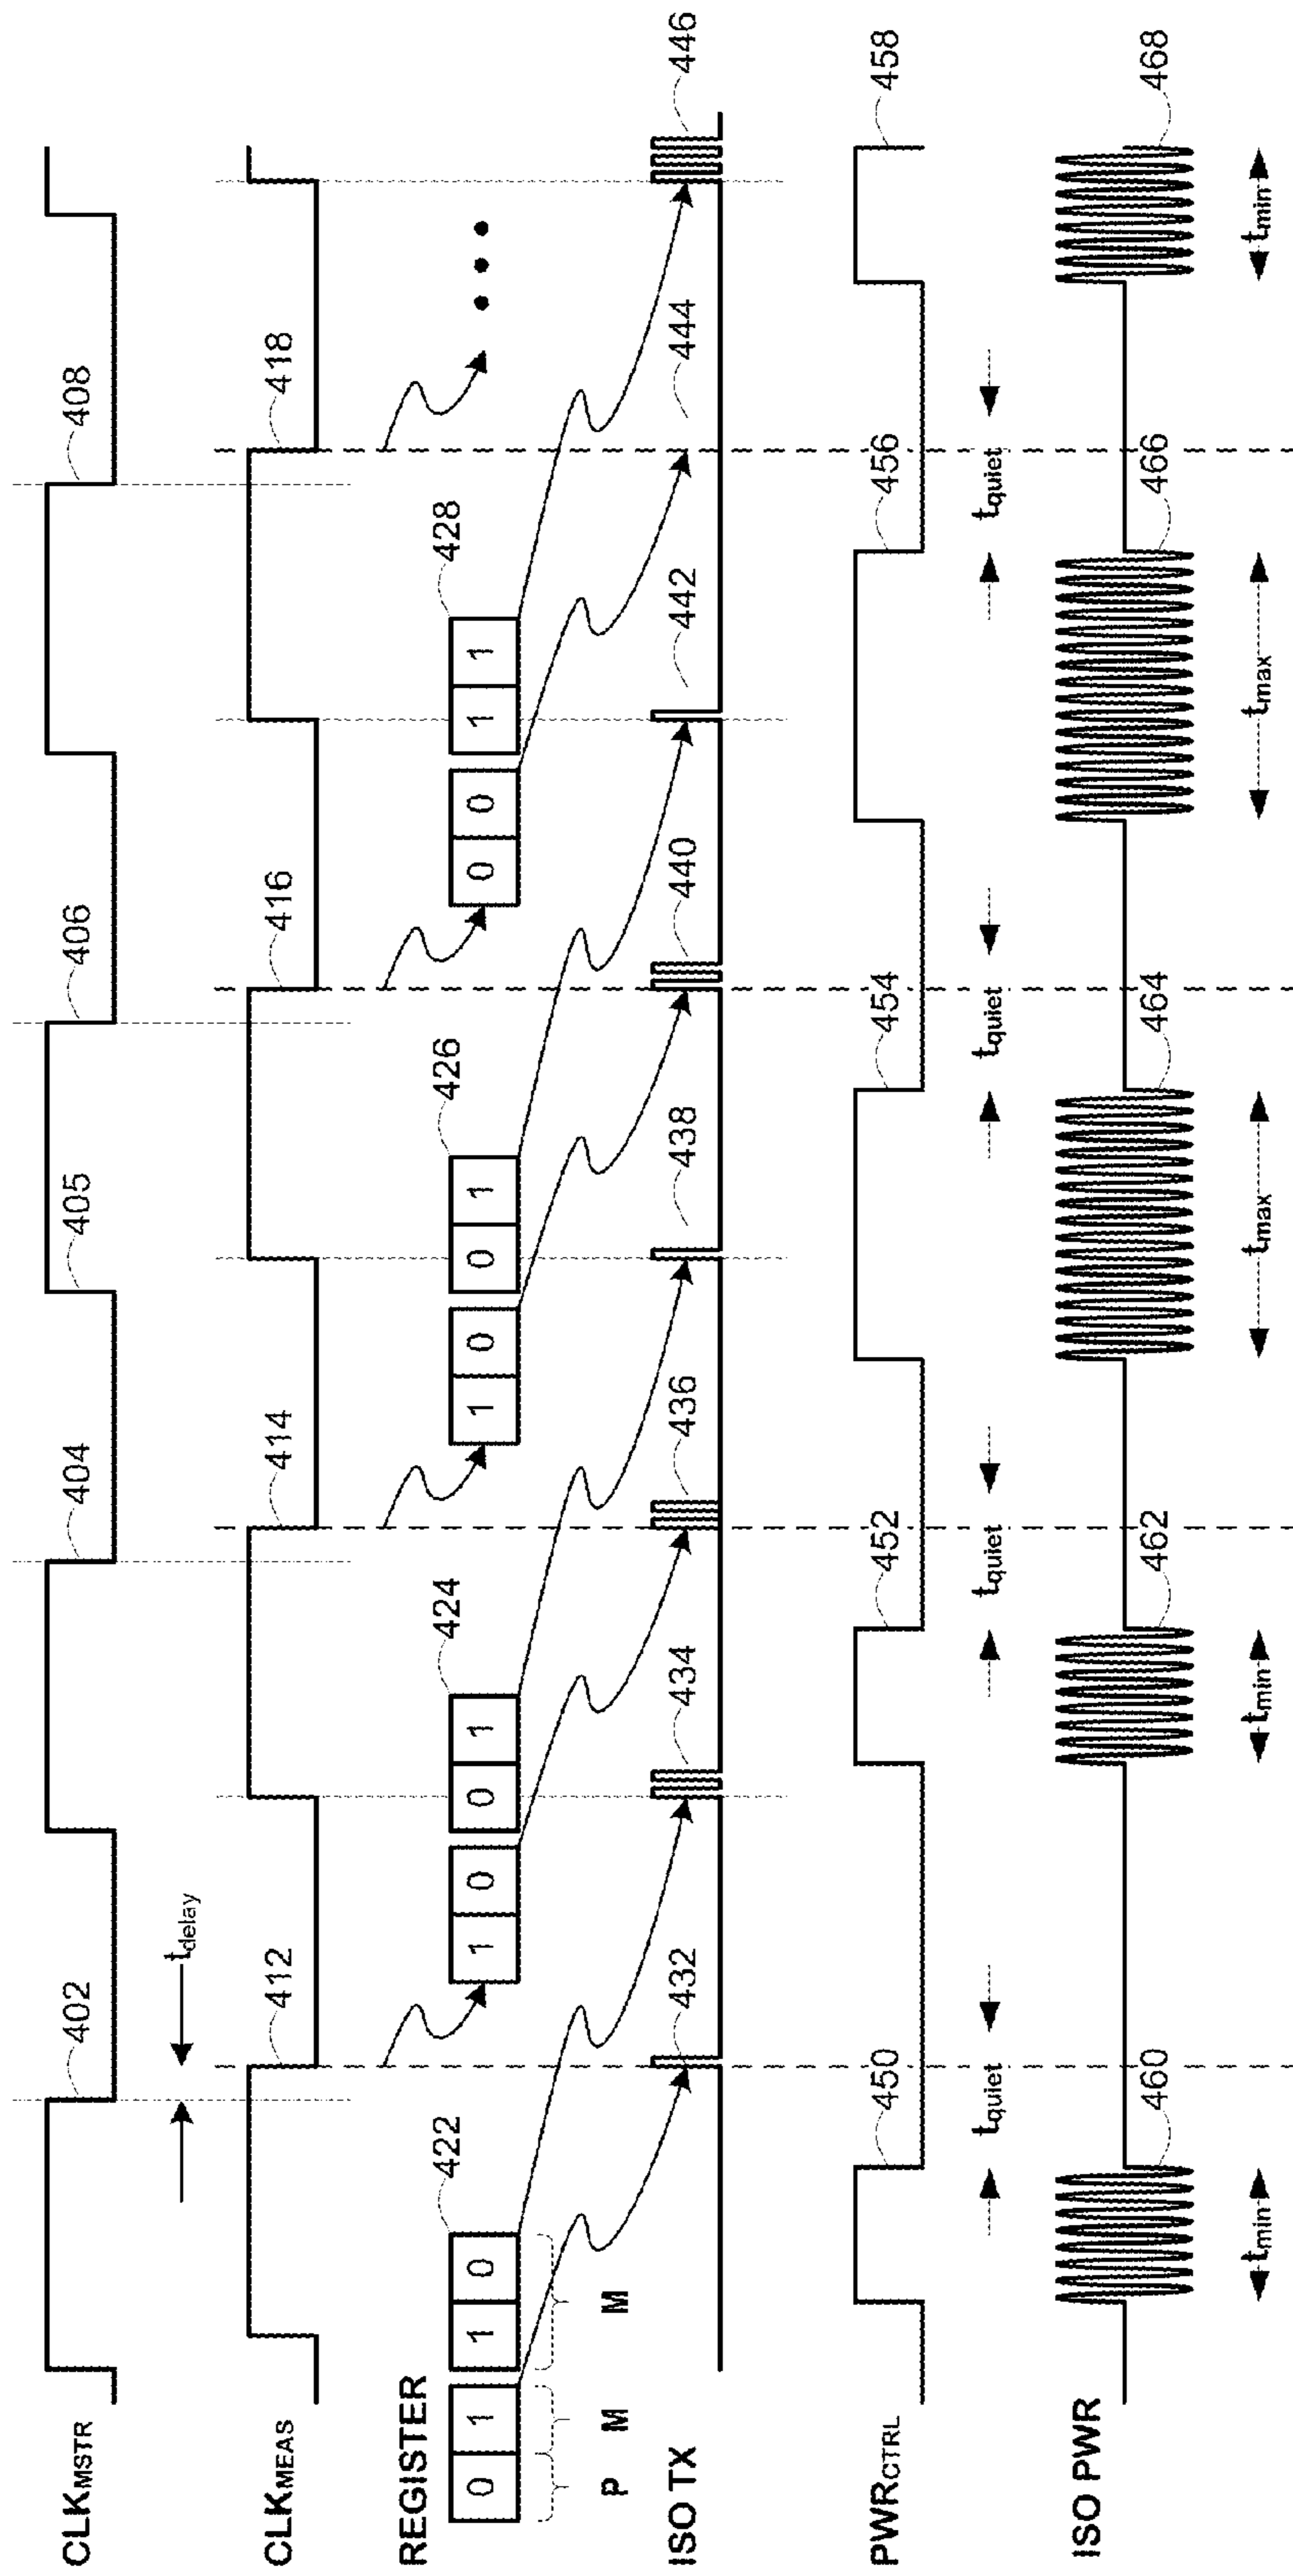 CLKMSTR
402
404
405
406
408
tdelay
CLKMEAS
412
414
416
418
REGISTER
422
424
426
428
0 1 1 0
1 0 0 1
1 0 0 1
0 0 1 1
P M M
ISO TX
432
434
436
438
440
442
444
446
PWRCTRL
450
452
454
456
458
tquiet
tquiet
tquiet
tquiet
ISO PWR
460
462
464
466
468
tmin
tmin
tmax
tmax
tmin